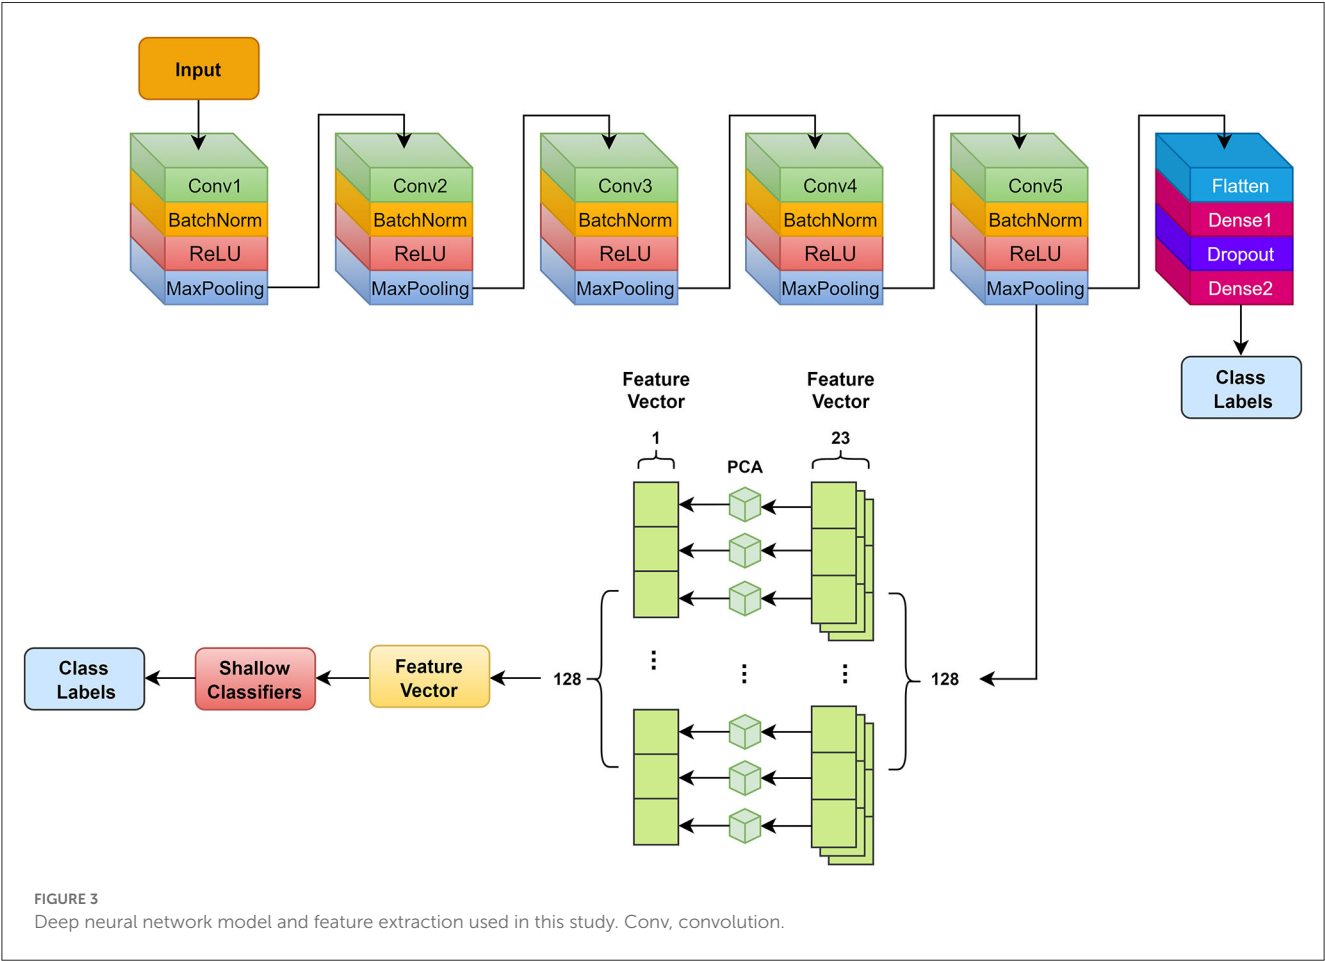 Input
Conv1
BatchNorm
ReLU
MaxPooling
Conv2
BatchNorm
ReLU
MaxPooling
Conv3
BatchNorm
ReLU
MaxPooling
Conv4
BatchNorm
ReLU
MaxPooling
Conv5
BatchNorm
ReLU
MaxPooling
Flatten
Dense1
Dropout
Dense2
Class
Labels
Feature
Vector
1
PCA
Feature
Vector
23
128
128
Feature
Vector
Shallow
Classifiers
Class
Labels
FIGURE 3
Deep neural network model and feature extraction used in this study. Conv, convolution.